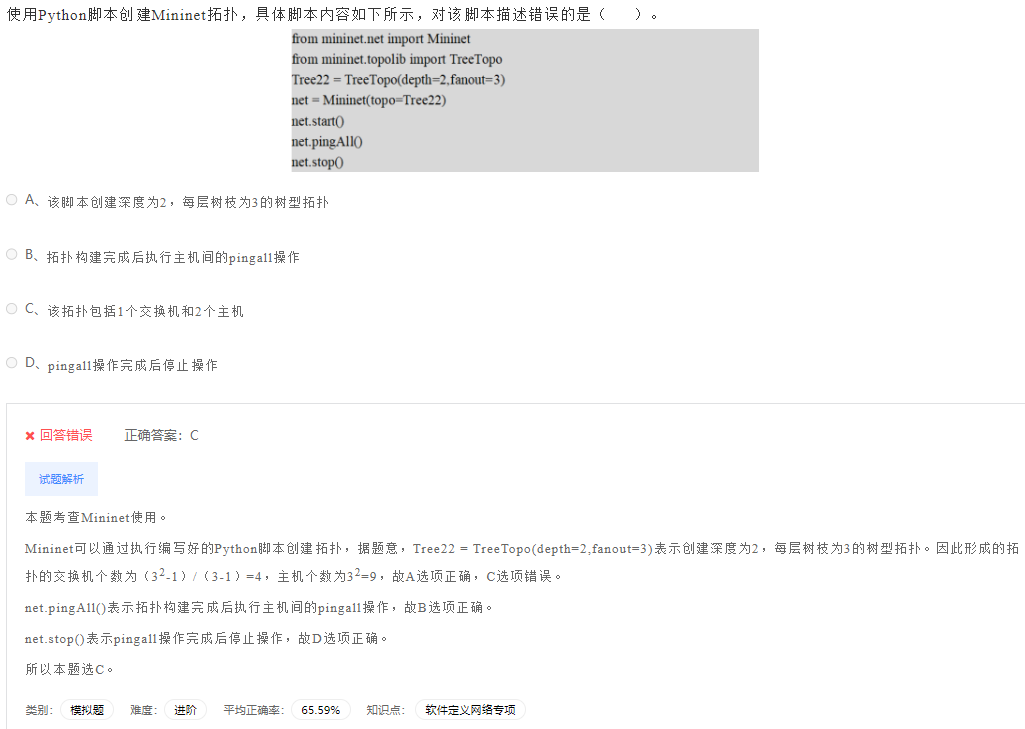 使用Python脚本创建Mininet拓扑，具体脚本内容如下所示，对该脚本描述错误的是（　　）。
from mininet.net import Mininet
from mininet.topolib import TreeTopo
Tree22 = TreeTopo(depth=2,fanout=3)
net = Mininet(topo=Tree22)
net.start()
net.pingAll()
net.stop()
A、该脚本创建深度为2，每层树枝为3的树型拓扑
B、拓扑构建完成后执行主机间的pingall操作
C、该拓扑包括1个交换机和2个主机
D、pingall操作完成后停止操作
✖ 回答错误 正确答案：C
试题解析
本题考查Mininet使用。
Mininet可以通过执行编写好的Python脚本创建拓扑，据题意，Tree22 = TreeTopo(depth=2,fanout=3)表示创建深度为2，每层树枝为3的树型拓扑。因此形成的拓
扑的交换机个数为（3²-1）/（3-1）=4，主机个数为3²=9，故A选项正确，C选项错误。
net.pingAll()表示拓扑构建完成后执行主机间的pingall操作，故B选项正确。
net.stop()表示pingall操作完成后停止操作，故D选项正确。
所以本题选C。
类别： 模拟题 难度： 进阶 平均正确率： 65.59% 知识点： 软件定义网络专项